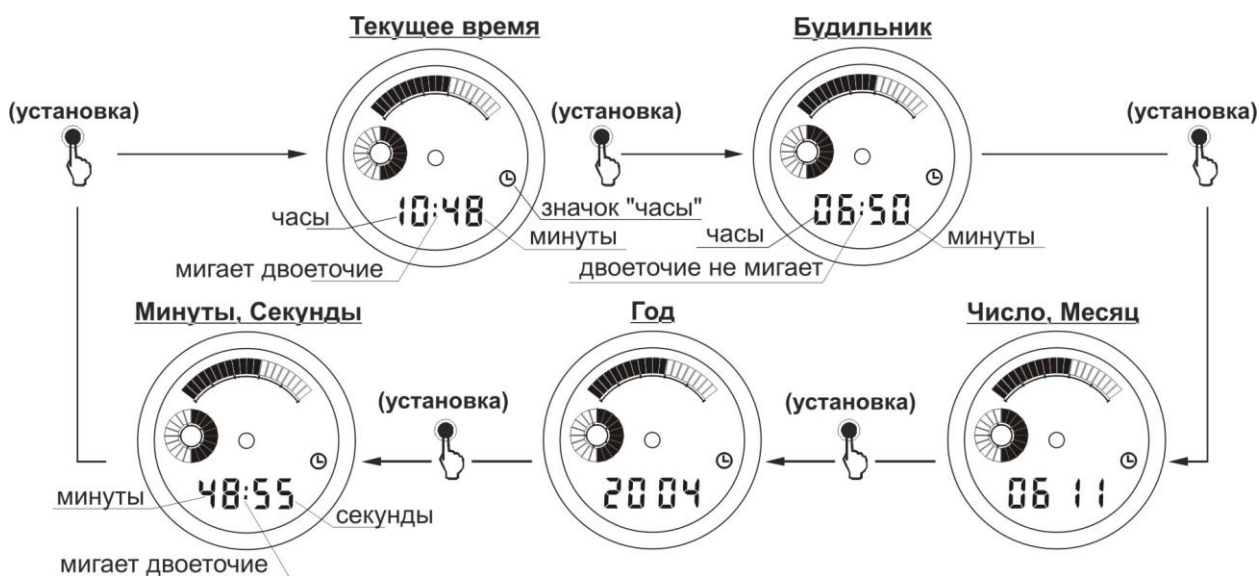 Текущее время
Будильник
(установка)
(установка)
(установка)
значок "часы"
часы
10:48
минуты
мигает двоеточие
часы
06:50
минуты
двоеточие не мигает
Минуты, Секунды
Год
Число, Месяц
(установка)
(установка)
минуты
48:55
секунды
мигает двоеточие
2004
06 11